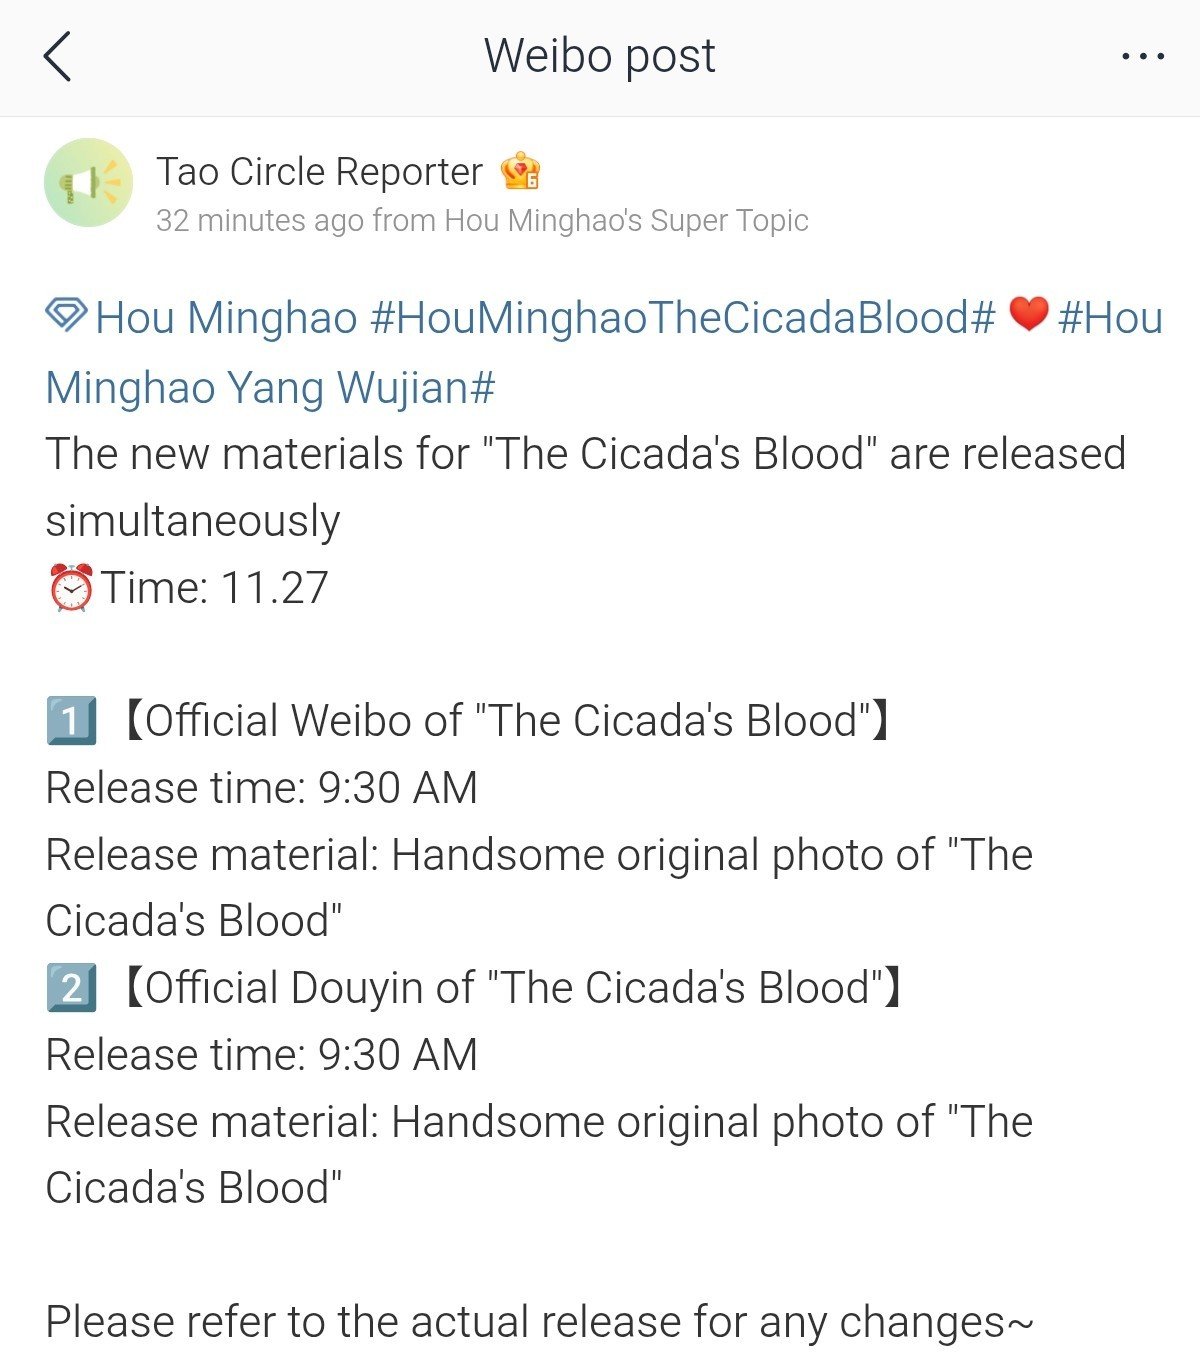 Weibo post
Tao Circle Reporter
32 minutes ago from Hou Minghao's Super Topic
Hou Minghao #HouMinghaoTheCicadaBlood# ❤️ #Hou
Minghao Yang Wujian#
The new materials for "The Cicada's Blood" are released
simultaneously
⏰Time: 11.27
1️⃣【Official Weibo of "The Cicada's Blood"】
Release time: 9:30 AM
Release material: Handsome original photo of "The
Cicada's Blood"
2️⃣【Official Douyin of "The Cicada's Blood"】
Release time: 9:30 AM
Release material: Handsome original photo of "The
Cicada's Blood"
Please refer to the actual release for any changes~